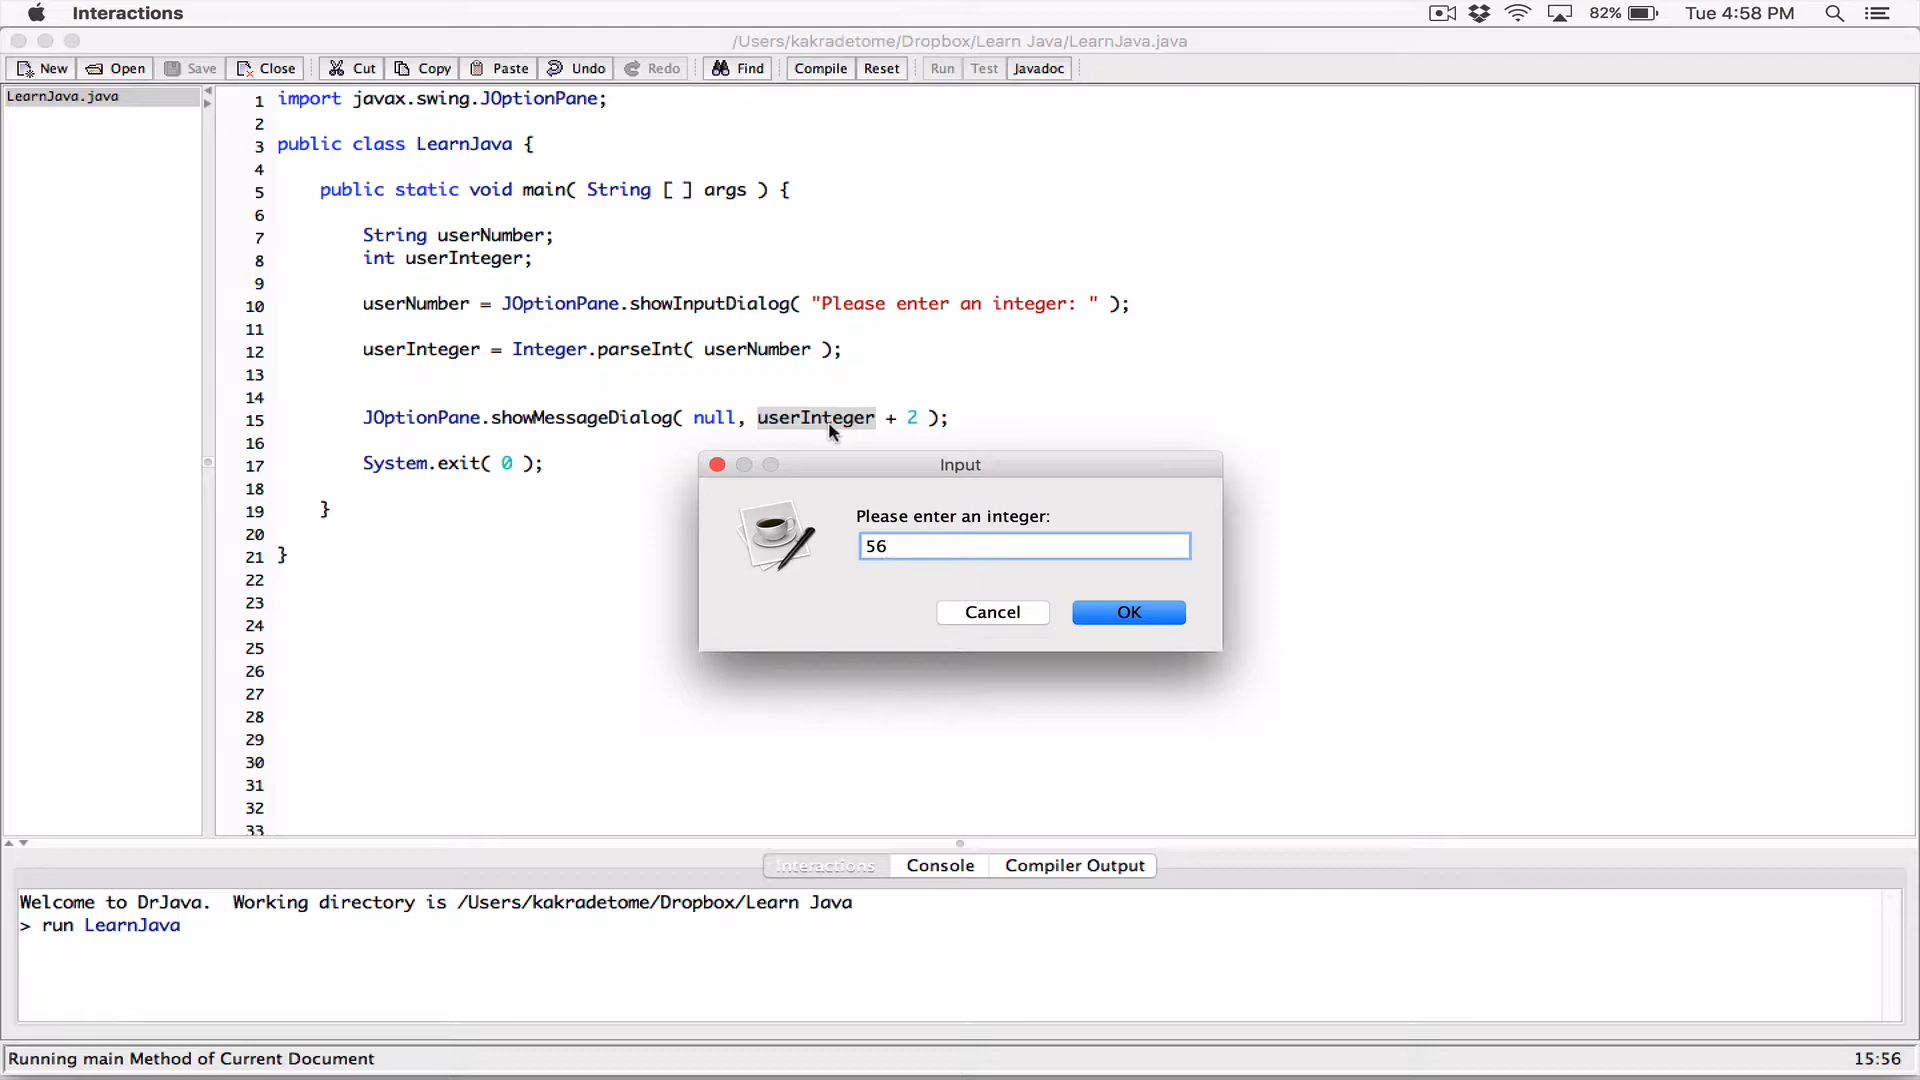 Interactions
82%
Tue 4:58 PM
/Users/kakradetome/Dropbox/Learn Java/LearnJava.java
New Open Save Close Cut Copy Paste Undo Redo Find Compile Reset Run Test Javadoc
LearnJava.java
1 import javax.swing.JOptionPane;
2
3 public class LearnJava {
4
5 public static void main( String [ ] args ) {
6
7 String userNumber;
8 int userInteger;
9
10 userNumber = JOptionPane.showInputDialog( "Please enter an integer: " );
11
12 userInteger = Integer.parseInt( userNumber );
13
14
15 JOptionPane.showMessageDialog( null, userInteger + 2 );
16
17 System.exit( 0 );
18
19 }
20
21 }
22
23
24
25
26
27
28
29
30
31
32
33
Input
Please enter an integer:
56
Cancel OK
Interactions Console Compiler Output
Welcome to DrJava.  Working directory is /Users/kakradetome/Dropbox/Learn Java
> run LearnJava
Running main Method of Current Document
15:56